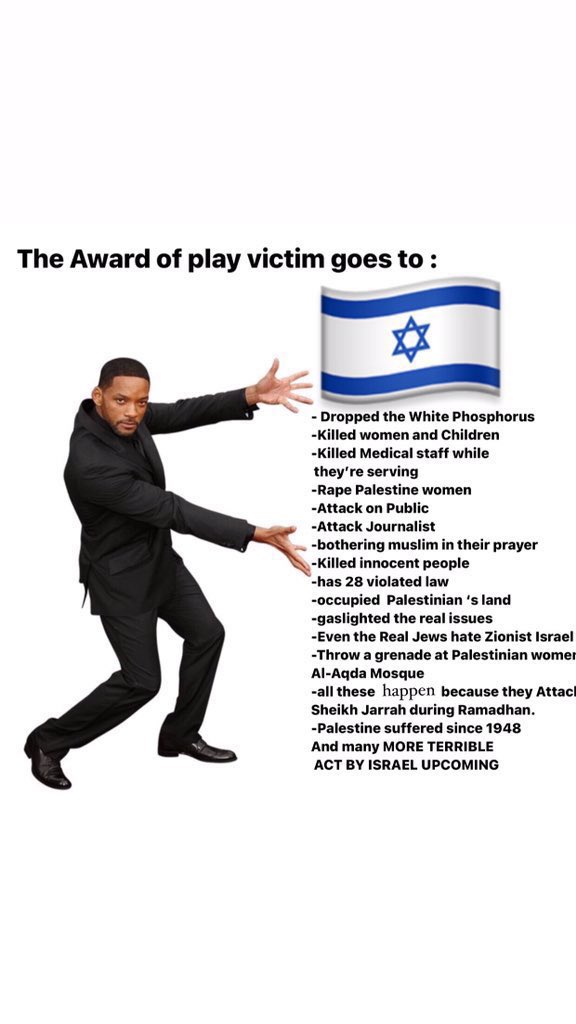 The Award of play victim goes to :
- Dropped the White Phosphorus
-Killed women and Children
-Killed Medical staff while
they're serving
-Rape Palestine women
-Attack on Public
-Attack Journalist
-bothering muslim in their prayer
-Killed innocent people
-has 28 violated law
-occupied Palestinian ‘s land
-gaslighted the real issues
-Even the Real Jews hate Zionist Israel
-Throw a grenade at Palestinian women
Al-Aqda Mosque
-all these happen because they Attack
Sheikh Jarrah during Ramadhan.
-Palestine suffered since 1948
And many MORE TERRIBLE
ACT BY ISRAEL UPCOMING